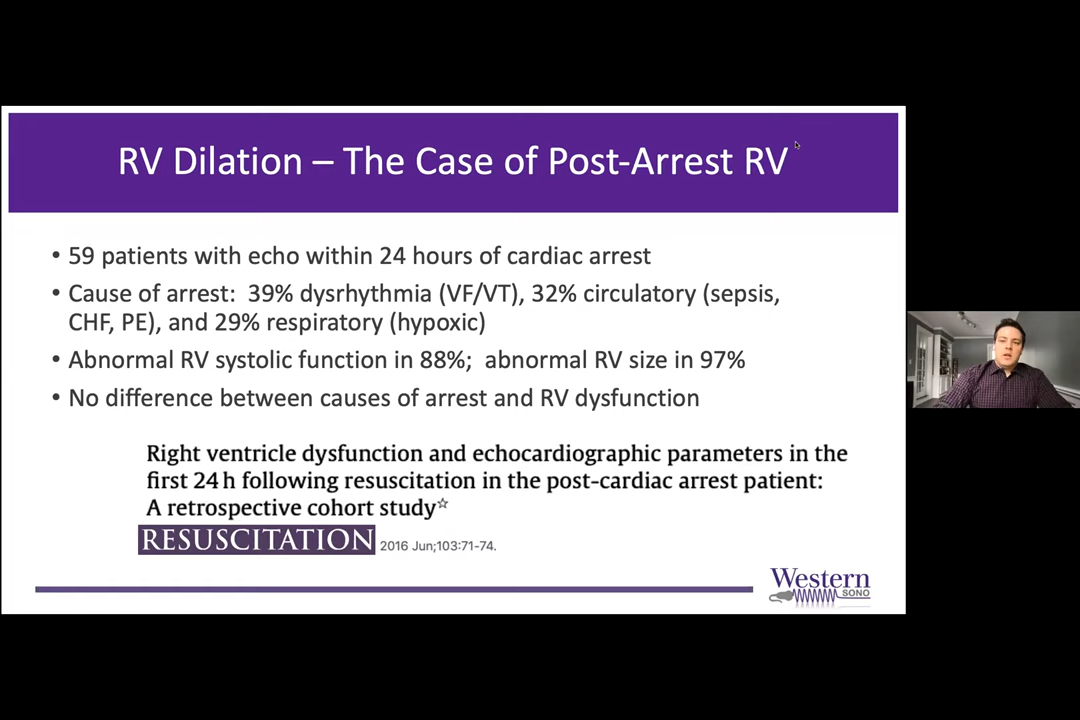 RV Dilation – The Case of Post-Arrest RV
• 59 patients with echo within 24 hours of cardiac arrest
• Cause of arrest:  39% dysrhythmia (VF/VT), 32% circulatory (sepsis,
CHF, PE), and 29% respiratory (hypoxic)
• Abnormal RV systolic function in 88%;  abnormal RV size in 97%
• No difference between causes of arrest and RV dysfunction
Right ventricle dysfunction and echocardiographic parameters in the
first 24 h following resuscitation in the post-cardiac arrest patient:
A retrospective cohort study☆
RESUSCITATION 2016 Jun;103:71-74.
Western
SONO